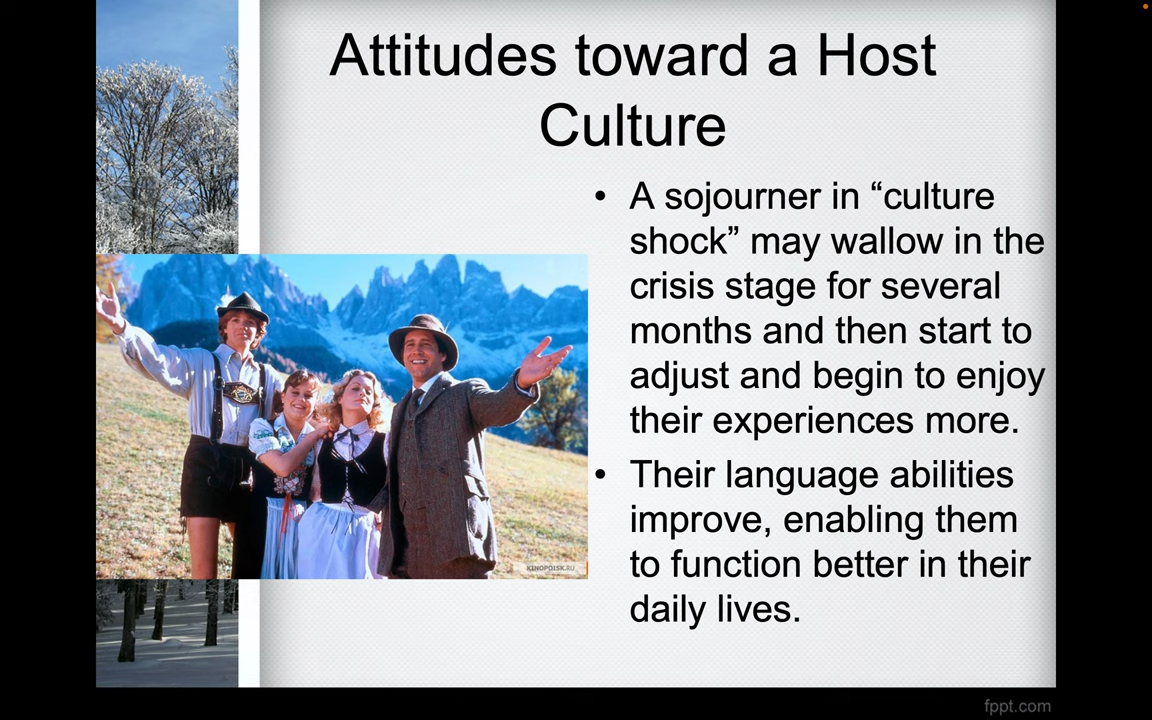 Attitudes toward a Host
Culture
• A sojourner in “culture
shock” may wallow in the
crisis stage for several
months and then start to
adjust and begin to enjoy
their experiences more.
• Their language abilities
improve, enabling them
to function better in their
daily lives.
KINOPOISK.RU
fppt.com